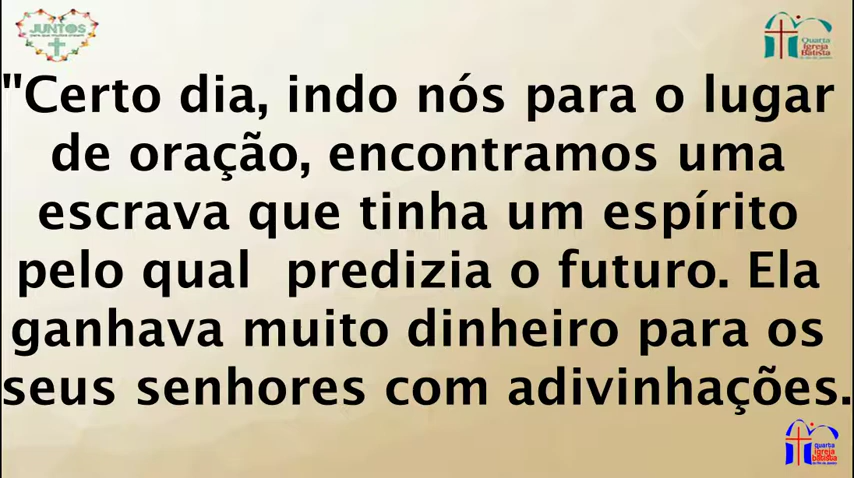 JUNTOS
Quarta
Igreja
Batista
"Certo dia, indo nós para o lugar
de oração, encontramos uma
escrava que tinha um espírito
pelo qual  predizia o futuro. Ela
ganhava muito dinheiro para os
seus senhores com adivinhações.
quarta
igreja
batista